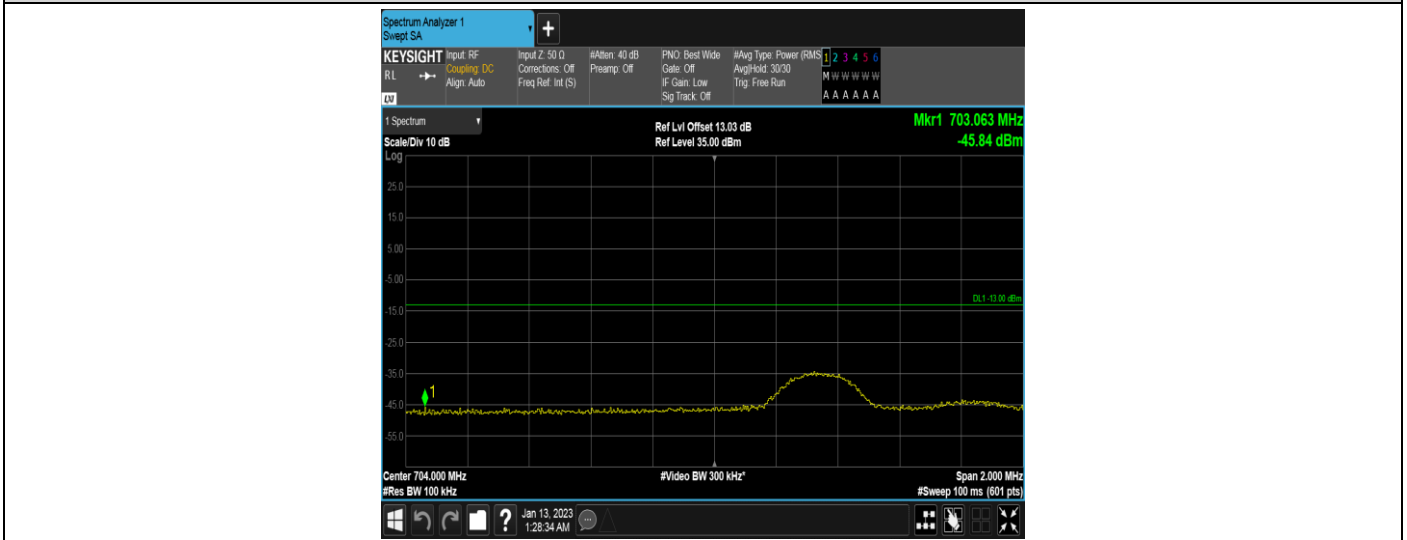 Spectrum Analyzer 1
Swept SA
+
KEYSIGHT
RL
LXI
Input: RF
Coupling: DC
Align: Auto
Input Z: 50 Ω
Corrections: Off
Freq Ref: Int (S)
#Atten: 40 dB
Preamp: Off
PNO: Best Wide
Gate: Off
IF Gain: Low
Sig Track: Off
#Avg Type: Power (RMS
Avg|Hold: 30/30
Trig: Free Run
1 2 3 4 5 6
M W W W W W
A A A A A A
1 Spectrum
Scale/Div 10 dB
Ref Lvl Offset 13.03 dB
Ref Level 35.00 dBm
Mkr1 703.063 MHz
-45.84 dBm
Log
25.0
15.0
5.00
-5.00
DL1 -13.00 dBm
-15.0
-25.0
-35.0
1
-45.0
-55.0
Center 704.000 MHz
#Video BW 300 kHz*
Span 2.000 MHz
#Res BW 100 kHz
#Sweep 100 ms (601 pts)
?
Jan 13, 2023
1:28:34 AM